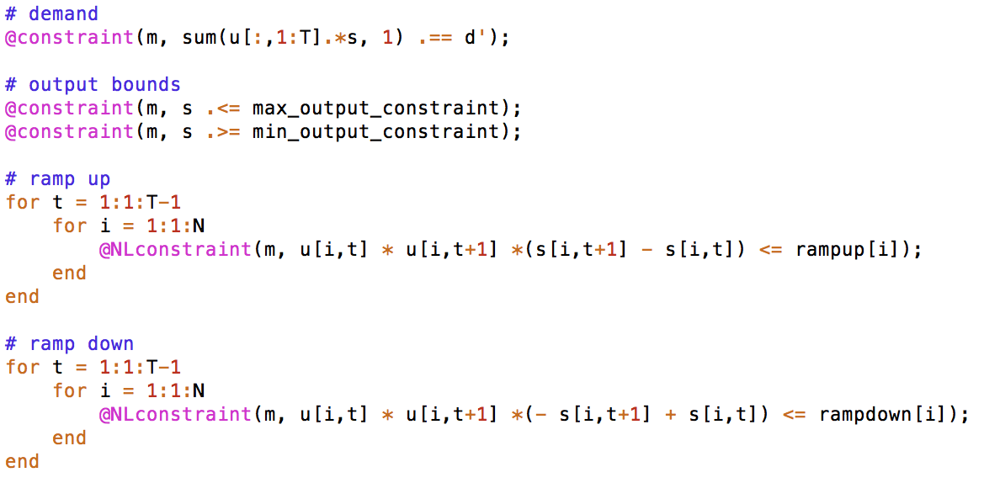 # demand
@constraint(m, sum(u[:,1:T].*s, 1) .== d');

# output bounds
@constraint(m, s .<= max_output_constraint);
@constraint(m, s .>= min_output_constraint);

# ramp up
for t = 1:1:T-1
    for i = 1:1:N
        @NLconstraint(m, u[i,t] * u[i,t+1] *(s[i,t+1] - s[i,t]) <= rampup[i]);
    end
end

# ramp down
for t = 1:1:T-1
    for i = 1:1:N
        @NLconstraint(m, u[i,t] * u[i,t+1] *(- s[i,t+1] + s[i,t]) <= rampdown[i]);
    end
end